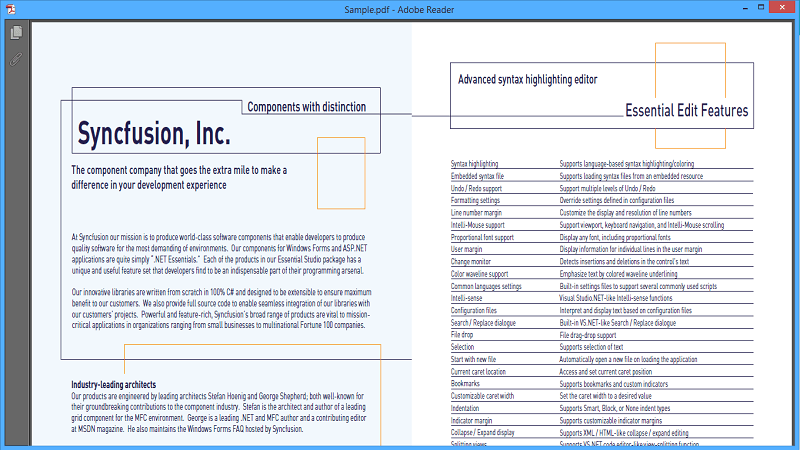 Sample.pdf - Adobe Reader
Components with distinction
Syncfusion, Inc.
The component company that goes the extra mile to make a
difference in your development experience
At Syncfusion our mission is to produce world-class software components that enable developers to produce
quality software for the most demanding of environments. Our components for Windows Forms and ASP.NET
applications are quite simply ".NET Essentials." Each of the products in our Essential Studio package has a
unique and useful feature set that developers find to be an indispensable part of their programming arsenal.
Our innovative libraries are written from scratch in 100% C# and designed to be extensible to ensure maximum
benefit to our customers. We also provide full source code to enable seamless integration of our libraries with
our customers' projects. Powerful and feature-rich, Syncfusion's broad range of products are vital to mission-
critical applications in organizations ranging from small businesses to multinational Fortune 100 companies.
Industry-leading architects
Our products are engineered by leading architects Stefan Hoenig and George Shepherd; both well-known for
their groundbreaking contributions to the component industry. Stefan is the architect and author of a leading
grid component for the MFC environment. George is a leading .NET and MFC author and a contributing editor
at MSDN magazine. He also maintains the Windows Forms FAQ hosted by Syncfusion.
Advanced syntax highlighting editor
Essential Edit Features
Syntax highlighting Supports language-based syntax highlighting/coloring
Embedded syntax file Supports loading syntax files from an embedded resource
Undo / Redo support Support multiple levels of Undo / Redo
Formatting settings Override settings defined in configuration files
Line number margin Customize the display and resolution of line numbers
Intelli-Mouse support Support viewport, keyboard navigation, and Intelli-Mouse scrolling
Proportional font support Display any font, including proportional fonts
User margin Display information for individual lines in the user margin
Change monitor Detects insertions and deletions in the control's text
Color waveline support Emphasize text by colored waveline underlining
Common languages settings Built-in settings files to support several commonly used scripts
Intelli-sense Visual Studio.NET-like Intelli-sense functions
Configuration files Interpret and display text based on configuration files
Search / Replace dialogue Built-in VS.NET-like Search / Replace dialogue
File drop File drag-drop support
Selection Supports selection of text
Start with new file Automatically open a new file on loading the application
Current caret location Access and set current caret position
Bookmarks Supports bookmarks and custom indicators
Customizable caret width Set the caret width to a desired value
Indentation Supports Smart, Block, or None indent types
Indicator margin Supports customizable indicator margins
Collapse / Expand display Supports XML / HTML-like collapse / expand editing
Splitting views Supports VS.NET code editor-like view-splitting function